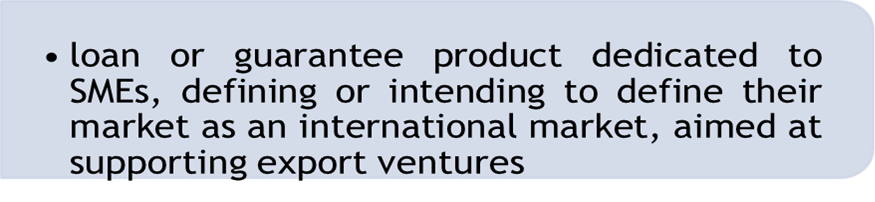 • loan or guarantee product dedicated to
SMEs, defining or intending to define their
market as an international market, aimed at
supporting export ventures